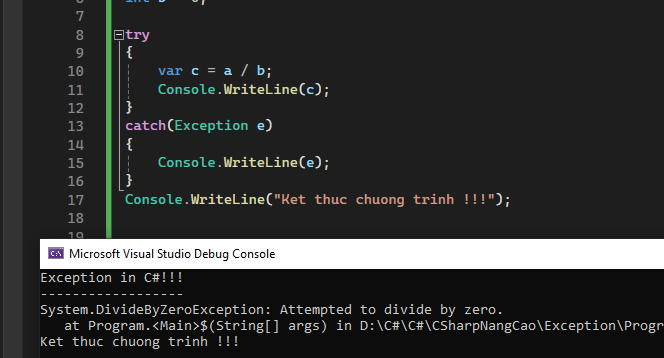 7
8 try
9 {
10 var c = a / b;
11 Console.WriteLine(c);
12 }
13 catch(Exception e)
14 {
15 Console.WriteLine(e);
16 }
17 Console.WriteLine("Ket thuc chuong trinh !!!");
18
Microsoft Visual Studio Debug Console
Exception in C#!!!
------------------
System.DivideByZeroException: Attempted to divide by zero.
at Program.<Main>$(String[] args) in D:\C#\C#\CSharpNangCao\Exception\Progr
Ket thuc chuong trinh !!!